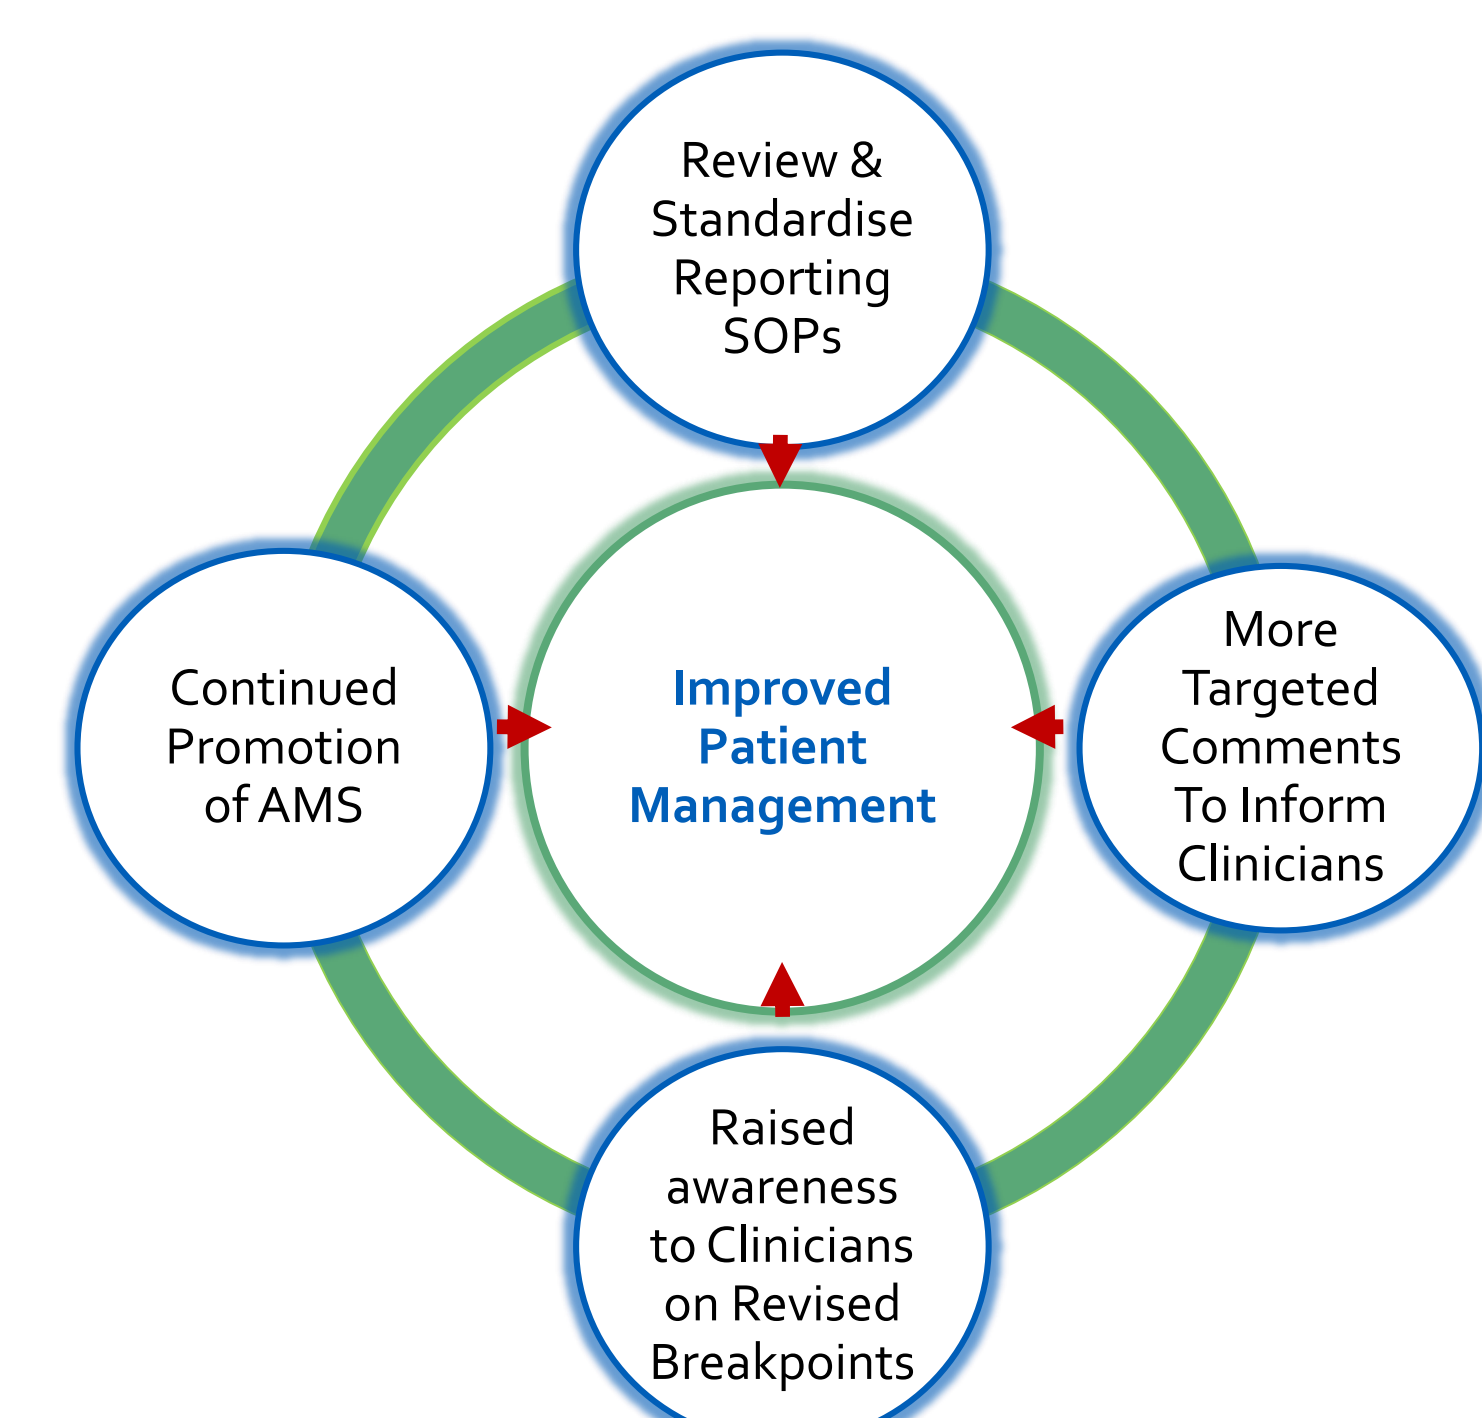 Review &
Standardise
Reporting
SOPs
Continued
Promotion
of AMS
Improved
Patient
Management
More
Targeted
Comments
To Inform
Clinicians
Raised
awareness
to Clinicians
on Revised
Breakpoints